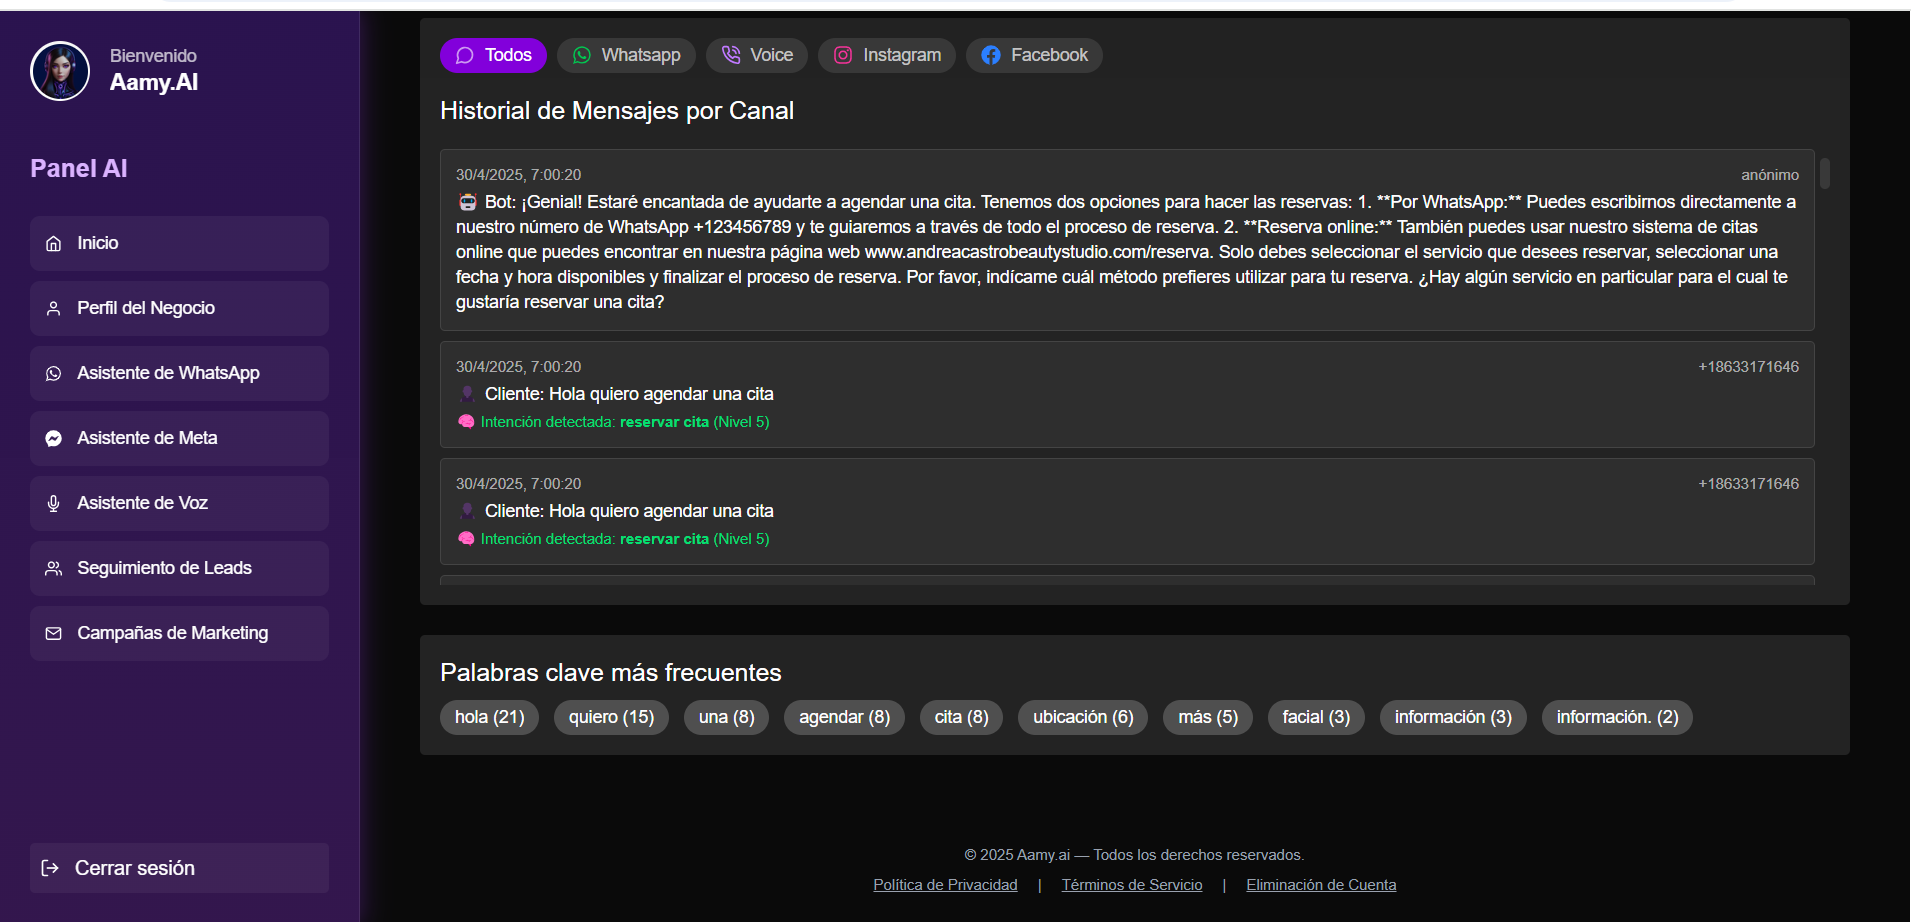 Bienvenido
Aamy.AI
Panel AI
Inicio
Perfil del Negocio
Asistente de WhatsApp
Asistente de Meta
Asistente de Voz
Seguimiento de Leads
Campañas de Marketing
Cerrar sesión
Todos Whatsapp Voice Instagram Facebook
Historial de Mensajes por Canal
30/4/2025, 7:00:20 anónimo
Bot: ¡Genial! Estaré encantada de ayudarte a agendar una cita. Tenemos dos opciones para hacer las reservas: 1. **Por WhatsApp:** Puedes escribirnos directamente a
nuestro número de WhatsApp +123456789 y te guiaremos a través de todo el proceso de reserva. 2. **Reserva online:** También puedes usar nuestro sistema de citas
online que puedes encontrar en nuestra página web www.andreacastrobeautystudio.com/reserva. Solo debes seleccionar el servicio que desees reservar, seleccionar una
fecha y hora disponibles y finalizar el proceso de reserva. Por favor, indícame cuál método prefieres utilizar para tu reserva. ¿Hay algún servicio en particular para el cual te
gustaría reservar una cita?
30/4/2025, 7:00:20 +18633171646
Cliente: Hola quiero agendar una cita
Intención detectada: reservar cita (Nivel 5)
30/4/2025, 7:00:20 +18633171646
Cliente: Hola quiero agendar una cita
Intención detectada: reservar cita (Nivel 5)
Palabras clave más frecuentes
hola (21) quiero (15) una (8) agendar (8) cita (8) ubicación (6) más (5) facial (3) información (3) información. (2)
© 2025 Aamy.ai — Todos los derechos reservados.
Política de Privacidad | Términos de Servicio | Eliminación de Cuenta